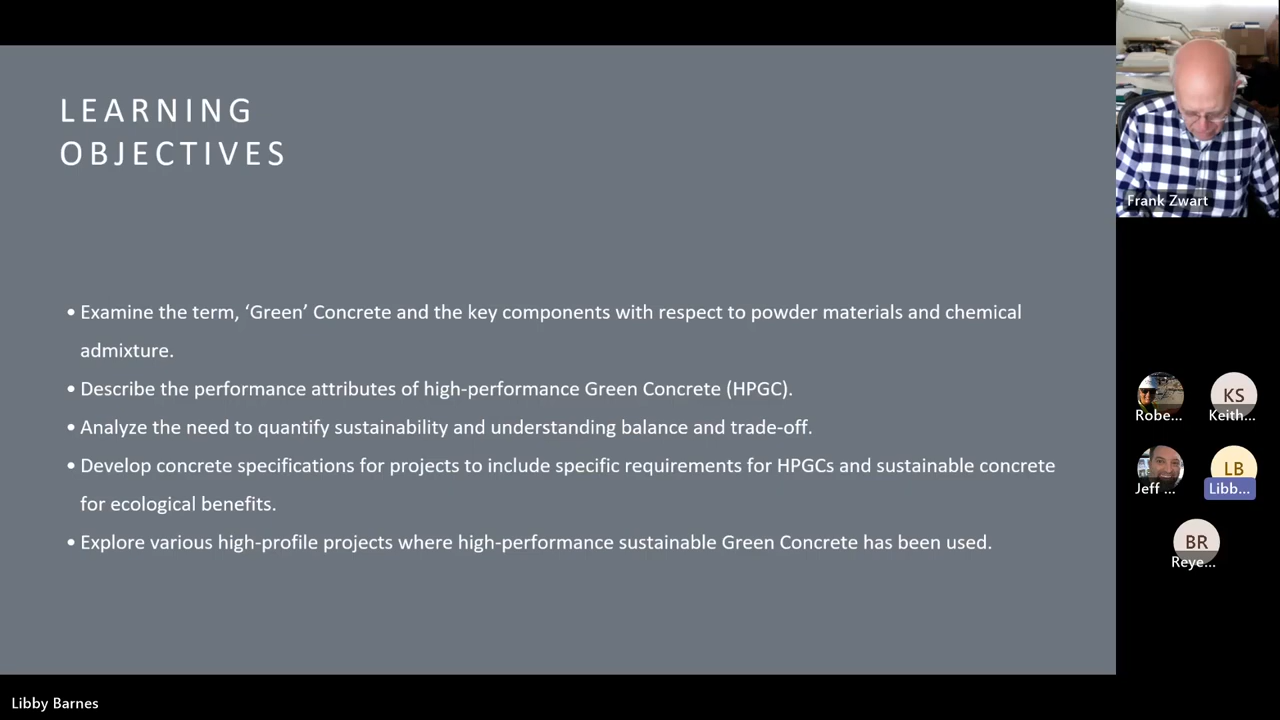 LEARNING
OBJECTIVES
• Examine the term, ‘Green’ Concrete and the key components with respect to powder materials and chemical
admixture.
• Describe the performance attributes of high-performance Green Concrete (HPGC).
• Analyze the need to quantify sustainability and understanding balance and trade-off.
• Develop concrete specifications for projects to include specific requirements for HPGCs and sustainable concrete
for ecological benefits.
• Explore various high-profile projects where high-performance sustainable Green Concrete has been used.
Frank Zwart
Robe...
KS
Keith...
Jeff ...
LB
Libb...
BR
Reye...
Libby Barnes